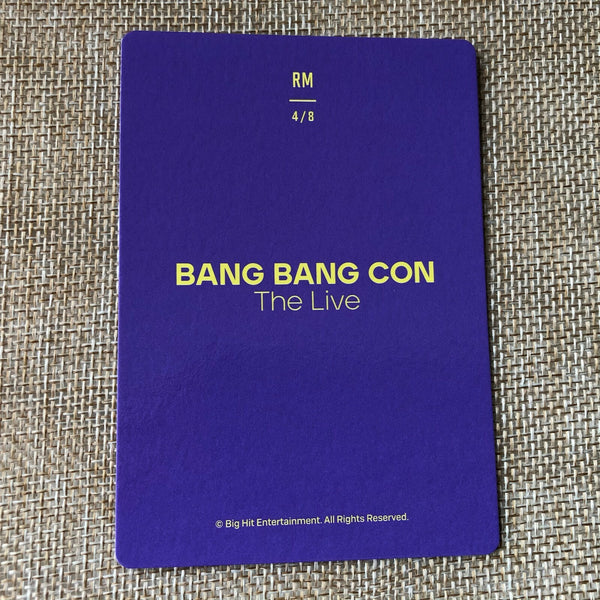 RM
4/8
BANG BANG CON
The Live
© Big Hit Entertainment. All Rights Reserved.